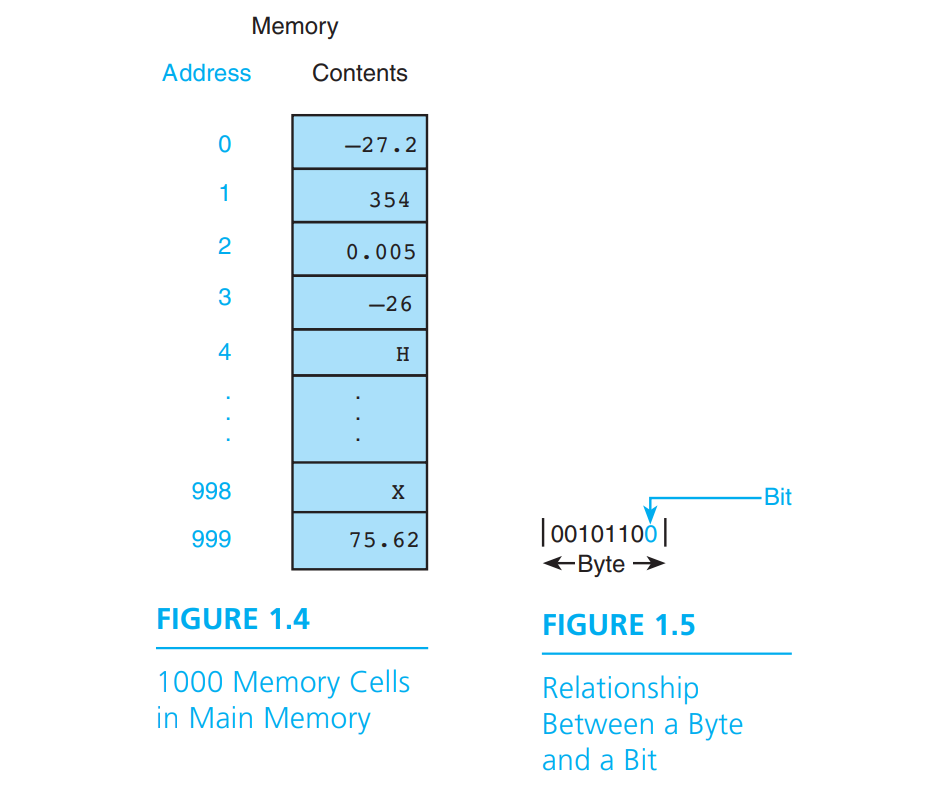 Memory
Address Contents
0 –27.2
1 354
2 0.005
3 –26
4 H
. .
. .
. .
998 X
999 75.62
Bit
00101100
Byte
FIGURE 1.4
1000 Memory Cells
in Main Memory
FIGURE 1.5
Relationship
Between a Byte
and a Bit